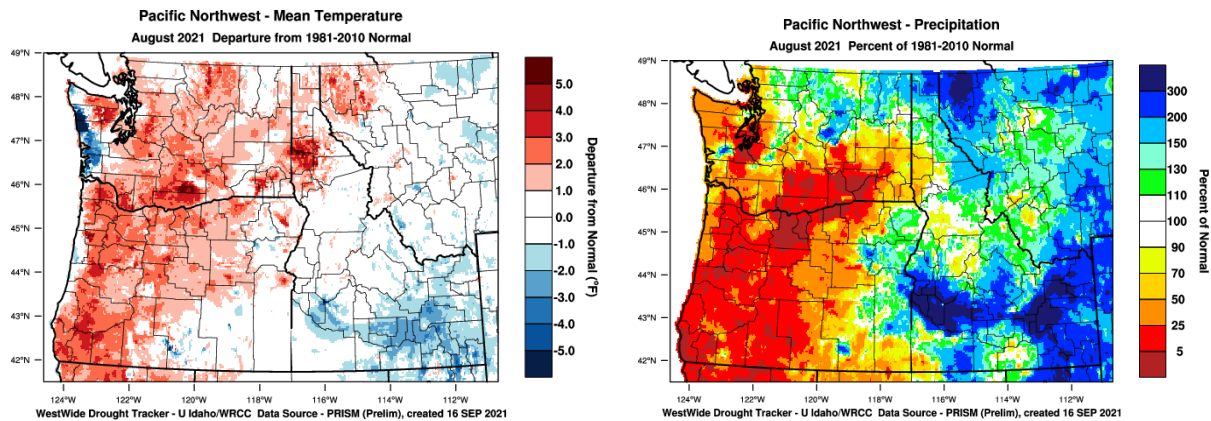 Pacific Northwest - Mean Temperature
August 2021 Departure from 1981-2010 Normal
49°N
48°N
47°N
46°N
45°N
44°N
43°N
42°N
124°W
122°W
120°W
118°W
116°W
114°W
112°W
5.0
4.0
3.0
2.0
1.0
0.0
-1.0
-2.0
-3.0
-4.0
-5.0
Departure from Normal (°F)
WestWide Drought Tracker - U Idaho/WRCC Data Source - PRISM (Prelim), created 16 SEP 2021
Pacific Northwest - Precipitation
August 2021 Percent of 1981-2010 Normal
49°N
48°N
47°N
46°N
45°N
44°N
43°N
42°N
124°W
122°W
120°W
118°W
116°W
114°W
112°W
300
200
150
130
110
100
90
70
50
25
5
Percent of Normal
WestWide Drought Tracker - U Idaho/WRCC Data Source - PRISM (Prelim), created 16 SEP 2021